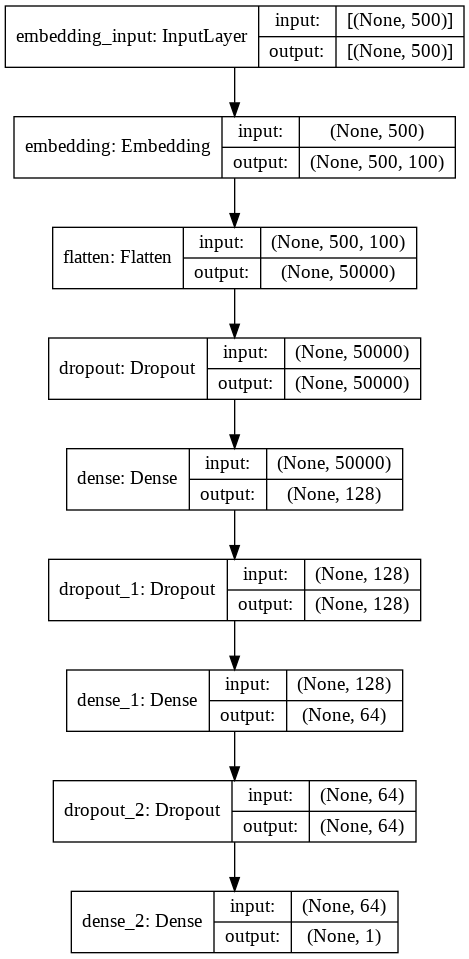 embedding_input: InputLayer
input: [(None, 500)]
output: [(None, 500)]
embedding: Embedding
input: (None, 500)
output: (None, 500, 100)
flatten: Flatten
input: (None, 500, 100)
output: (None, 50000)
dropout: Dropout
input: (None, 50000)
output: (None, 50000)
dense: Dense
input: (None, 50000)
output: (None, 128)
dropout_1: Dropout
input: (None, 128)
output: (None, 128)
dense_1: Dense
input: (None, 128)
output: (None, 64)
dropout_2: Dropout
input: (None, 64)
output: (None, 64)
dense_2: Dense
input: (None, 64)
output: (None, 1)